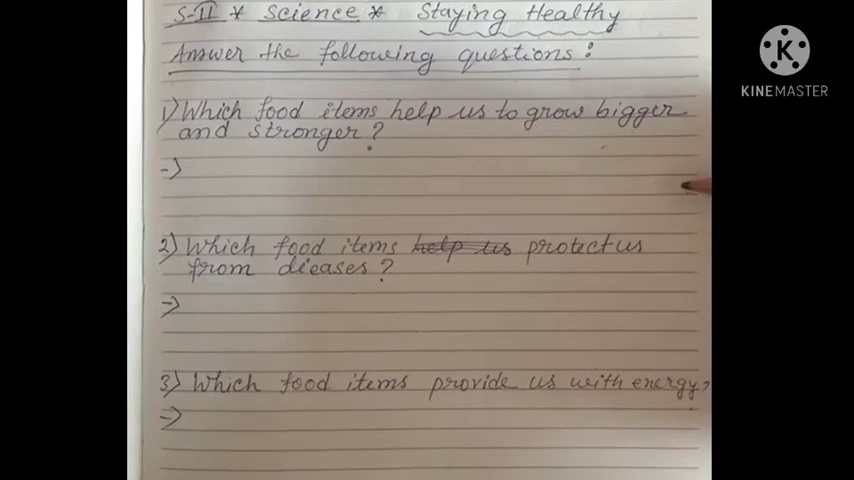 S-II * Science * Staying Healthy
Answer the following questions :
1) Which food items help us to grow bigger
and stronger ?
->
2) Which food items help us protect us
from dieases ?
->
3) Which food items provide us with energy?
->
K
KINEMASTER